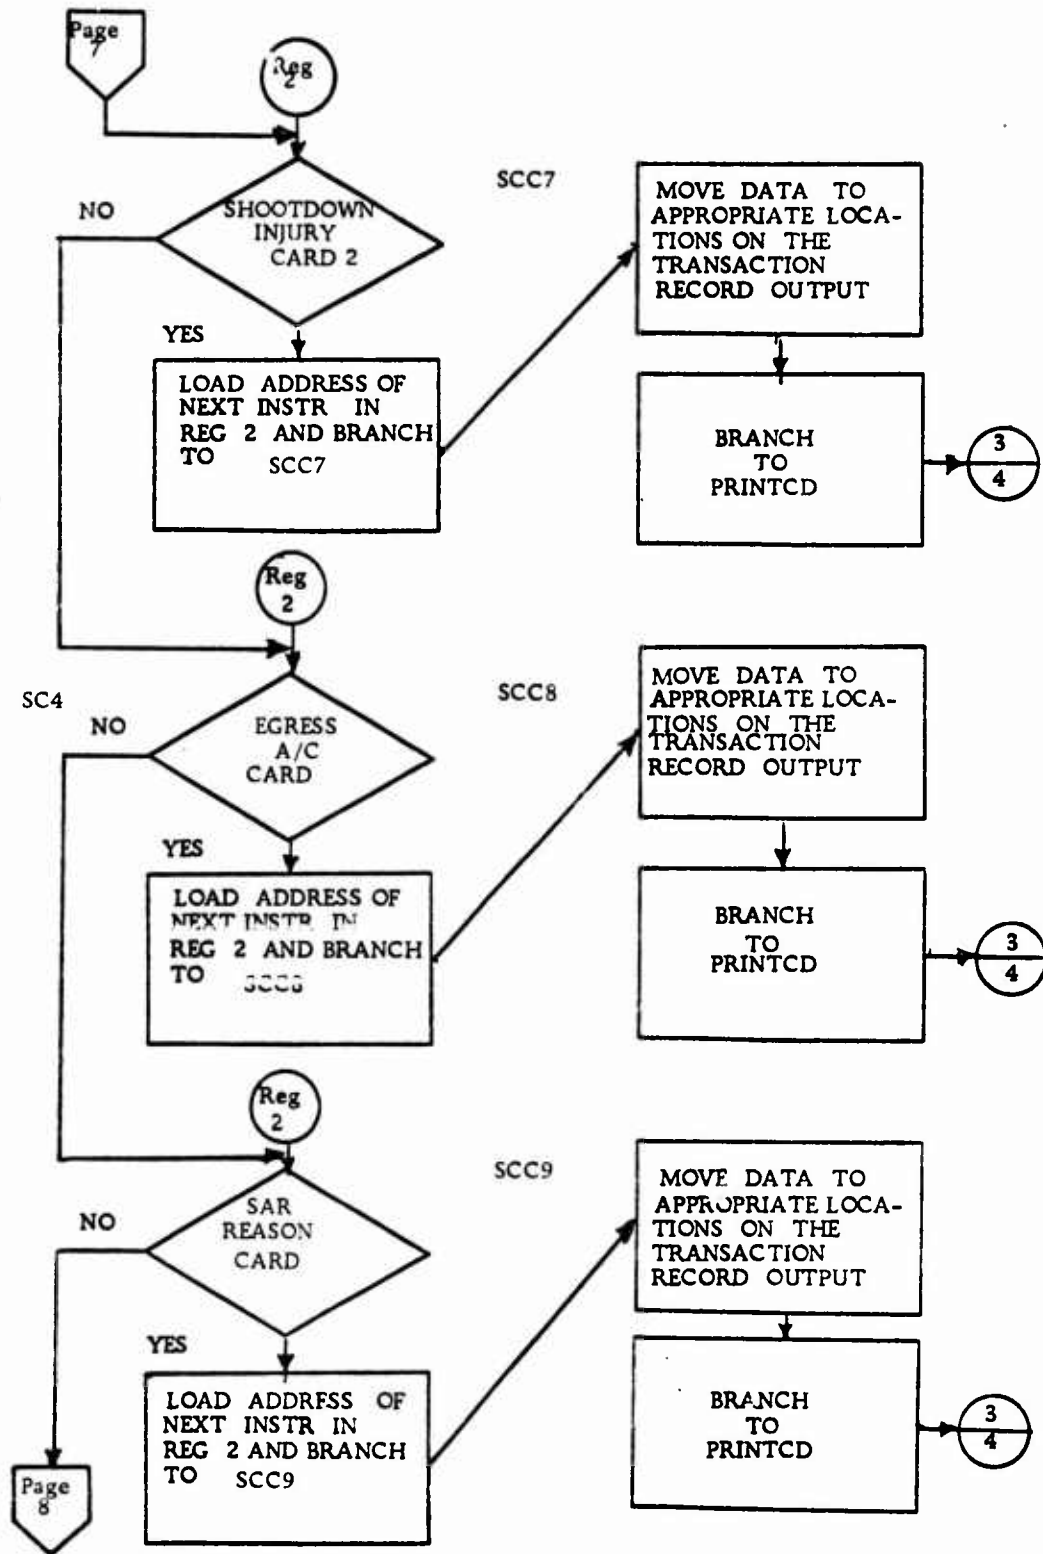 Page
7
Reg
2
NO
SHOOTDOWN
INJURY
CARD 2
YES
LOAD ADDRESS OF
NEXT INSTR IN
REG 2 AND BRANCH
TO SCC7
SCC7
MOVE DATA TO
APPROPRIATE LOCA-
TIONS ON THE
TRANSACTION
RECORD OUTPUT
BRANCH
TO
PRINTCD
3
4
Reg
2
SC4
NO
EGRESS
A/C
CARD
YES
LOAD ADDRESS OF
NEXT INSTR IN
REG 2 AND BRANCH
TO
SCC8
MOVE DATA TO
APPROPRIATE LOCA-
TIONS ON THE
TRANSACTION
RECORD OUTPUT
BRANCH
TO
PRINTCD
3
4
Reg
2
NO
SAR
REASON
CARD
YES
LOAD ADDRESS OF
NEXT INSTR IN
REG 2 AND BRANCH
TO SCC9
SCC9
MOVE DATA TO
APPROPRIATE LOCA-
TIONS ON THE
TRANSACTION
RECORD OUTPUT
BRANCH
TO
PRINTCD
3
4
Page
8